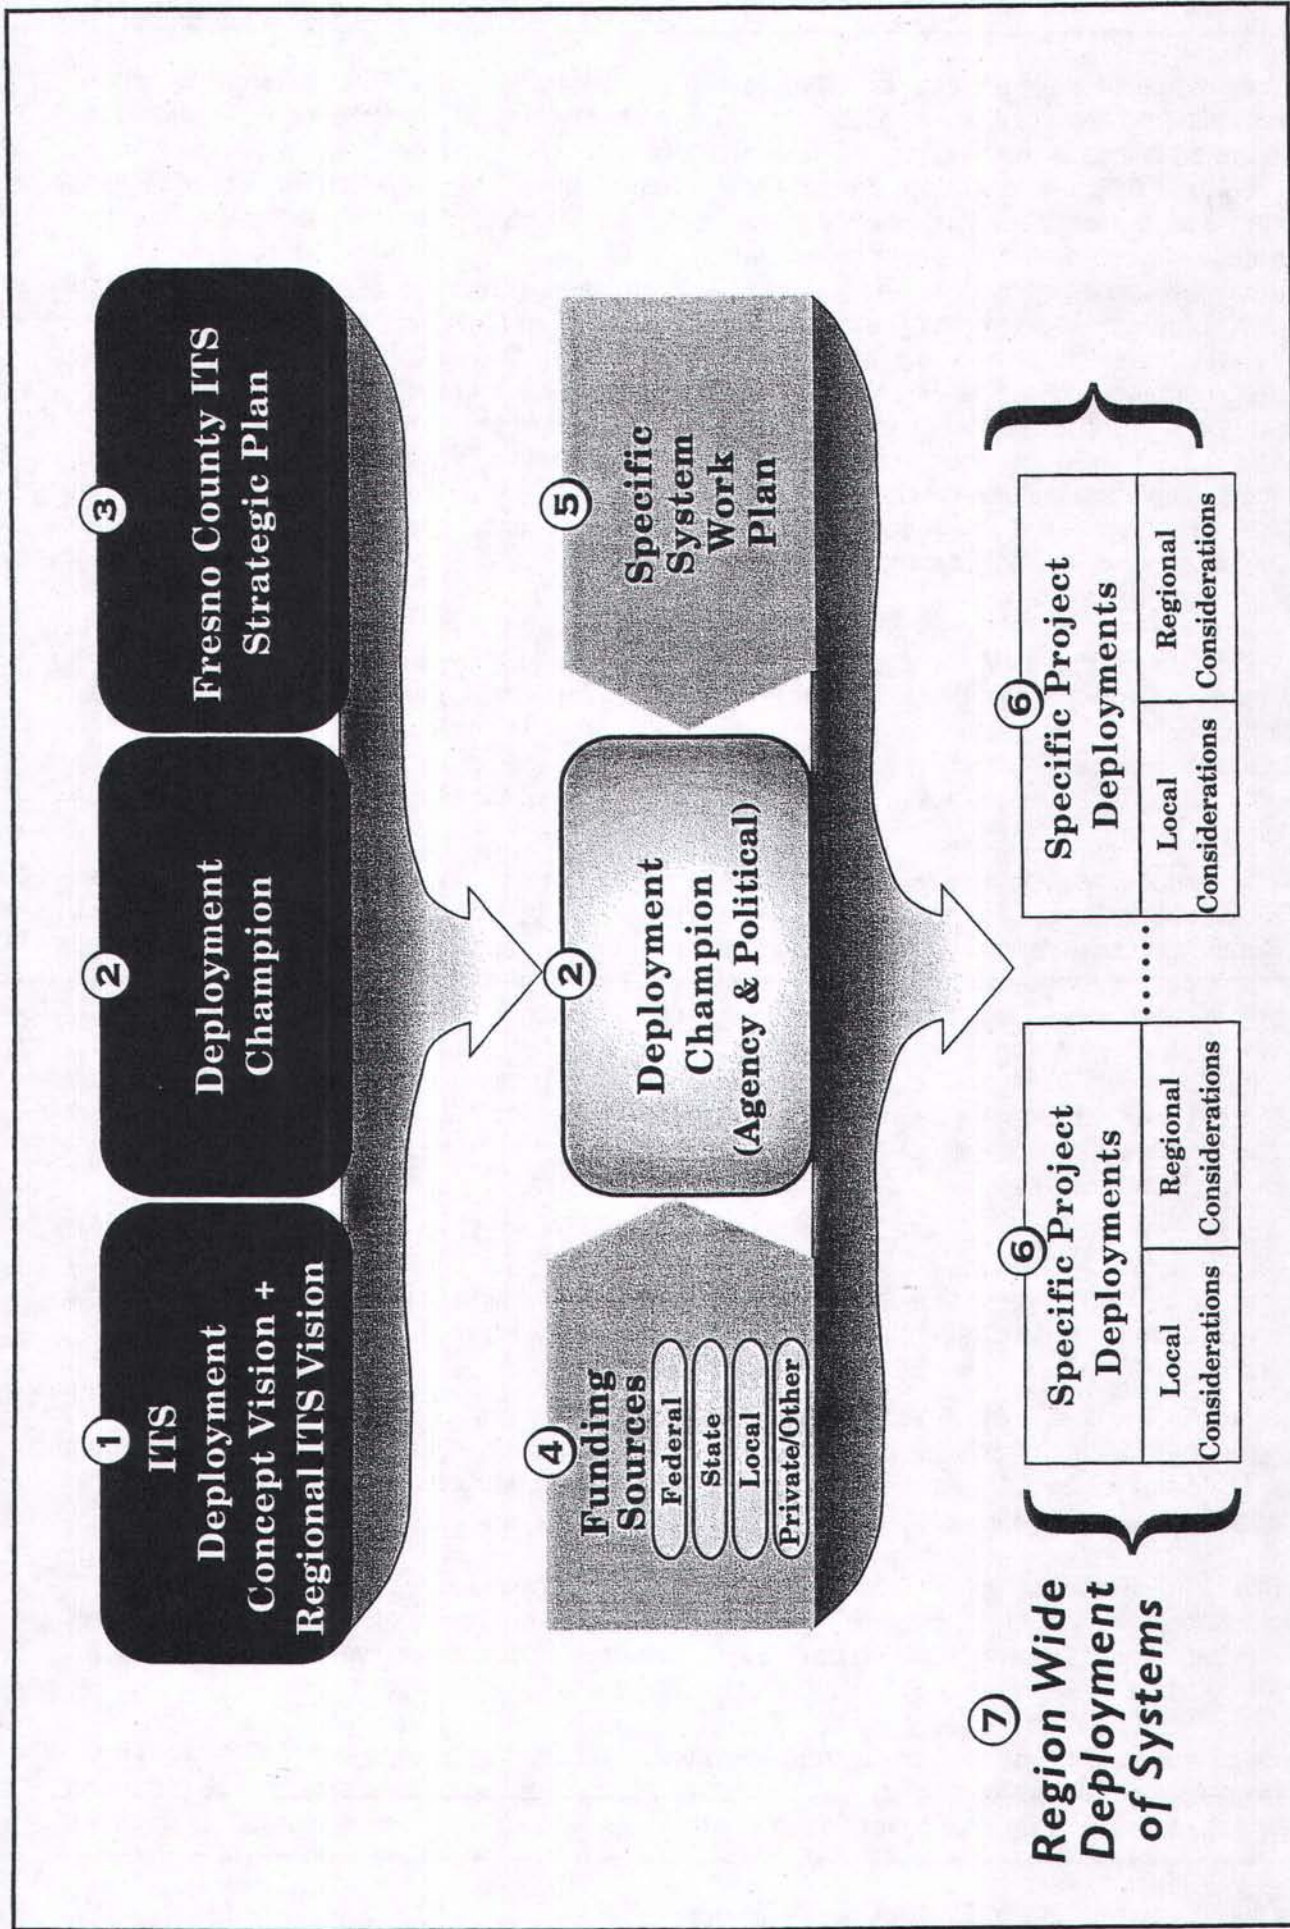 1
ITS
Deployment
Concept Vision +
Regional ITS Vision
2
Deployment
Champion
3
Fresno County ITS
Strategic Plan
4
Funding
Sources
Federal
State
Local
Private/Other
2
Deployment
Champion
(Agency & Political)
5
Specific
System
Work
Plan
7
Region Wide
Deployment
of Systems
6
Specific Project
Deployments
Local
Considerations
Regional
Considerations
......
6
Specific Project
Deployments
Local
Considerations
Regional
Considerations